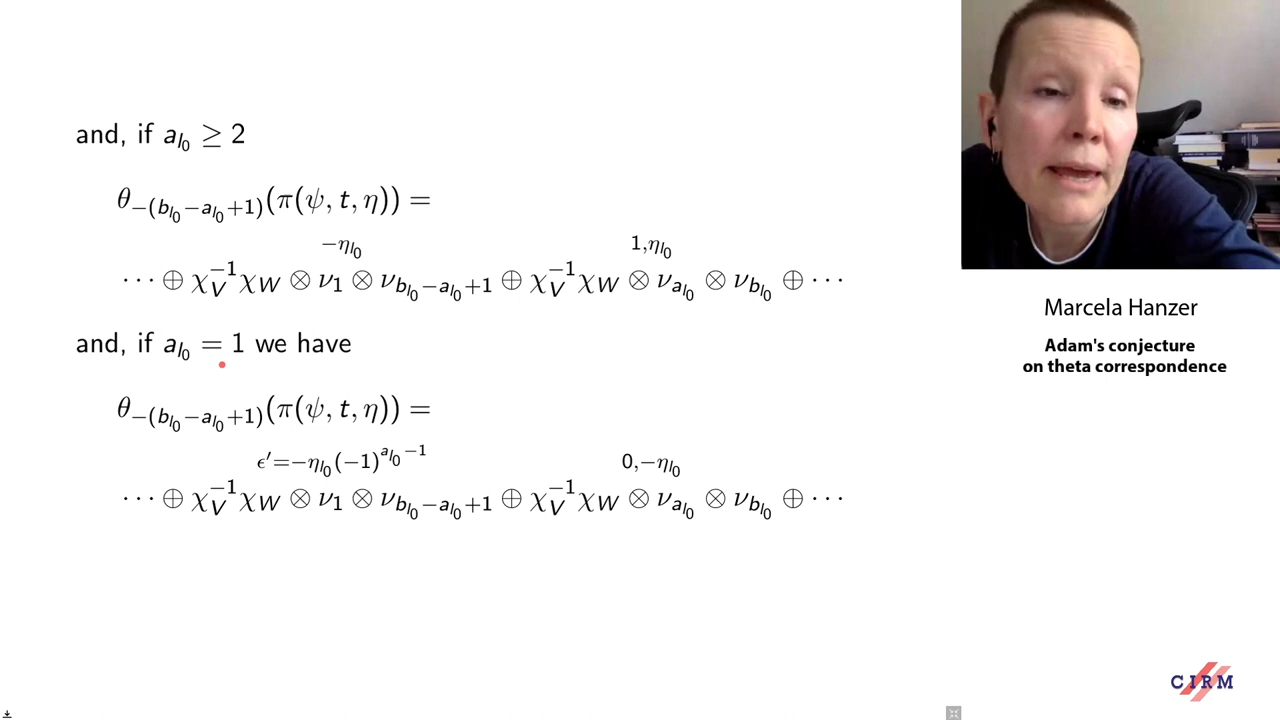 and, if a_{l_0} ≥ 2
θ_{-(b_{l_0}-a_{l_0}+1)}(π(ψ, t, η)) =
-η_{l_0} 1,η_{l_0}
⋯ ⊕ χ_V^{-1}χ_W ⊗ ν_1 ⊗ ν_{b_{l_0}-a_{l_0}+1} ⊕ χ_V^{-1}χ_W ⊗ ν_{a_{l_0}} ⊗ ν_{b_{l_0}} ⊕ ⋯
and, if a_{l_0} = 1 we have
θ_{-(b_{l_0}-a_{l_0}+1)}(π(ψ, t, η)) =
ϵ'=-η_{l_0}(-1)^{a_{l_0}-1} 0,-η_{l_0}
⋯ ⊕ χ_V^{-1}χ_W ⊗ ν_1 ⊗ ν_{b_{l_0}-a_{l_0}+1} ⊕ χ_V^{-1}χ_W ⊗ ν_{a_{l_0}} ⊗ ν_{b_{l_0}} ⊕ ⋯
Marcela Hanzer
Adam's conjecture
on theta correspondence
CIRM